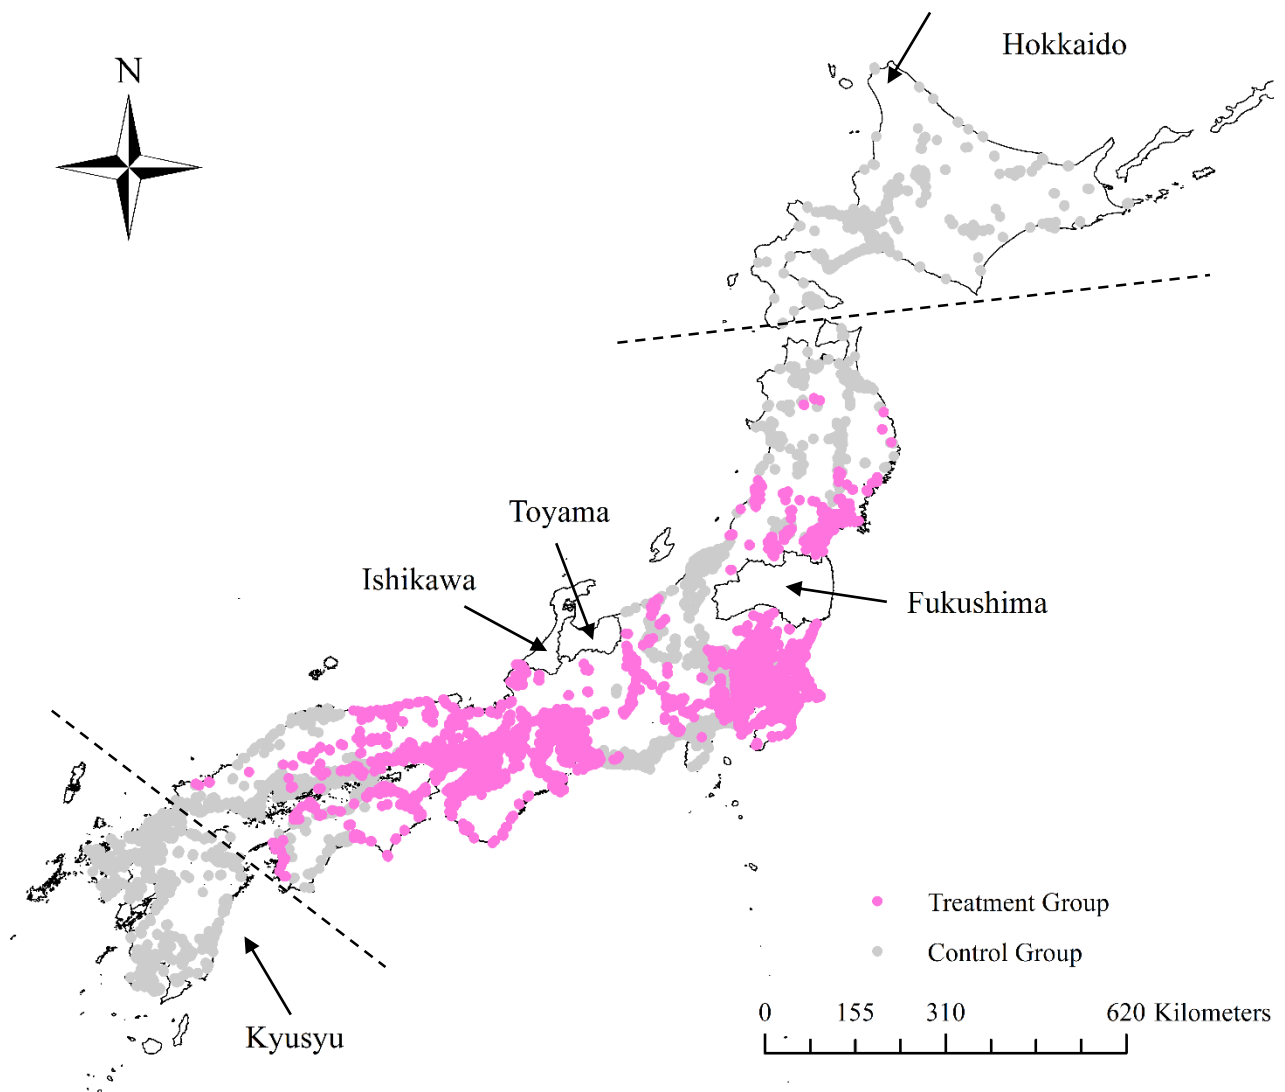 Hokkaido
N
Toyama
Ishikawa
Fukushima
Treatment Group
Control Group
0 155 310 620 Kilometers
Kyusyu